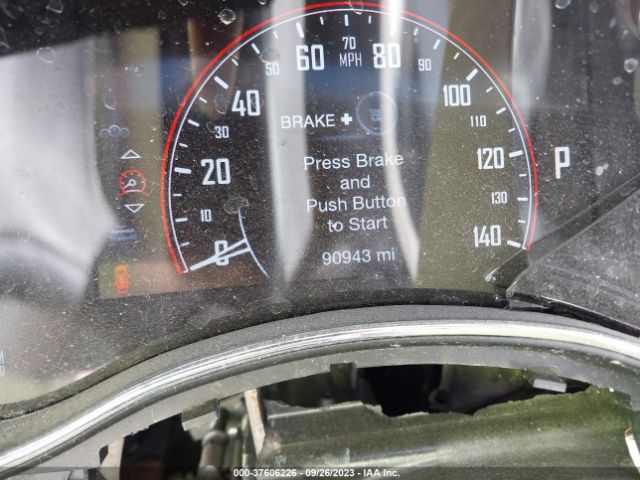 70
MPH
60
80
50
90
40
100
30
110
BRAKE +
20
120
Press Brake
and
Push Button
to Start
P
10
130
0
140
90943 mi
000-37606226 - 09/26/2023 - IAA Inc.